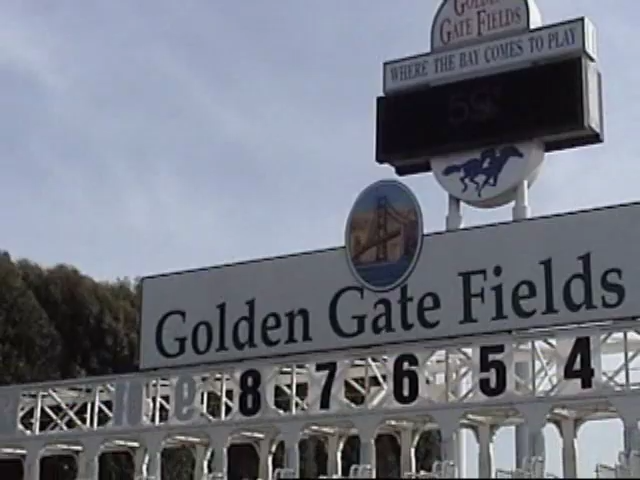 GOLDEN
GATE FIELDS
WHERE THE BAY COMES TO PLAY
Golden Gate Fields
8 7 6 5 4